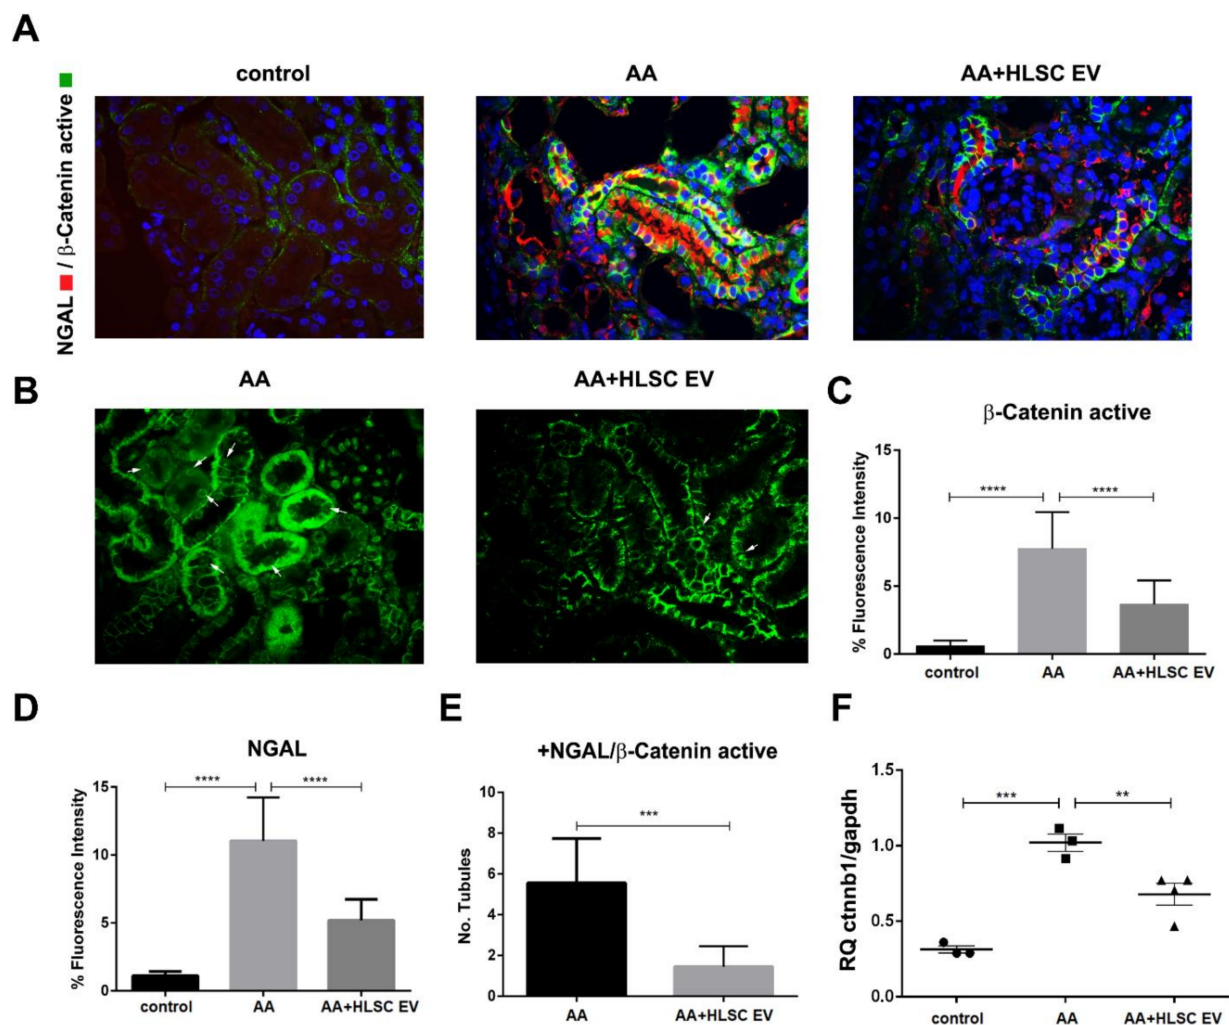 A
control
AA
AA+HLSC EV
NGAL / β-Catenin active
B
AA
AA+HLSC EV
C
β-Catenin active
% Fluorescence Intensity
15
10
5
0
****
****
control
AA
AA+HLSC EV
D
NGAL
% Fluorescence Intensity
15
10
5
0
****
****
control
AA
AA+HLSC EV
E
+NGAL/β-Catenin active
No. Tubules
10
8
6
4
2
0
***
AA
AA+HLSC EV
F
RQ ctnnb1/gapdh
1.5
1.0
0.5
0.0
***
**
control
AA
AA+HLSC EV